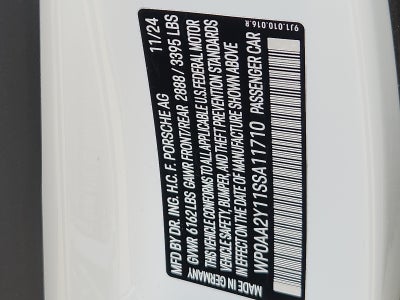 MFD BY DR. ING. H.C. F. PORSCHE AG 11/24
GVWR 6162LBS GAWR FRONT/REAR 2888 / 3395 LBS
THIS VEHICLE CONFORMS TO ALL APPLICABLE U.S.FEDERAL MOTOR
VEHICLE SAFETY, BUMPER, AND THEFT PREVENTION STANDARDS
IN EFFECT ON THE DATE OF MANUFACTURE SHOWN ABOVE
WP0AA2Y11SSA11710 PASSENGER CAR
MADE IN GERMANY
9J1.010.016.R